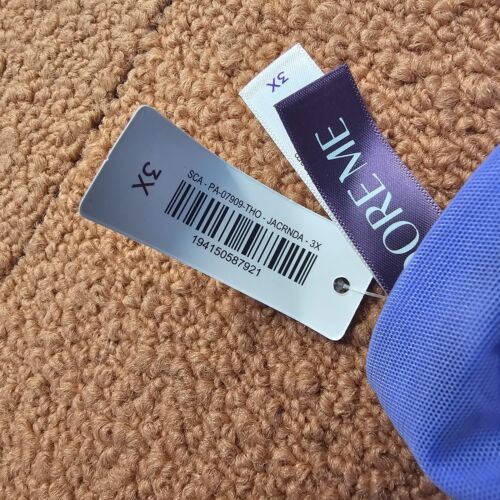 3X
ORE ME
3X
SCA - PA-07909-THO - JACRNDA - 3X
194150587921